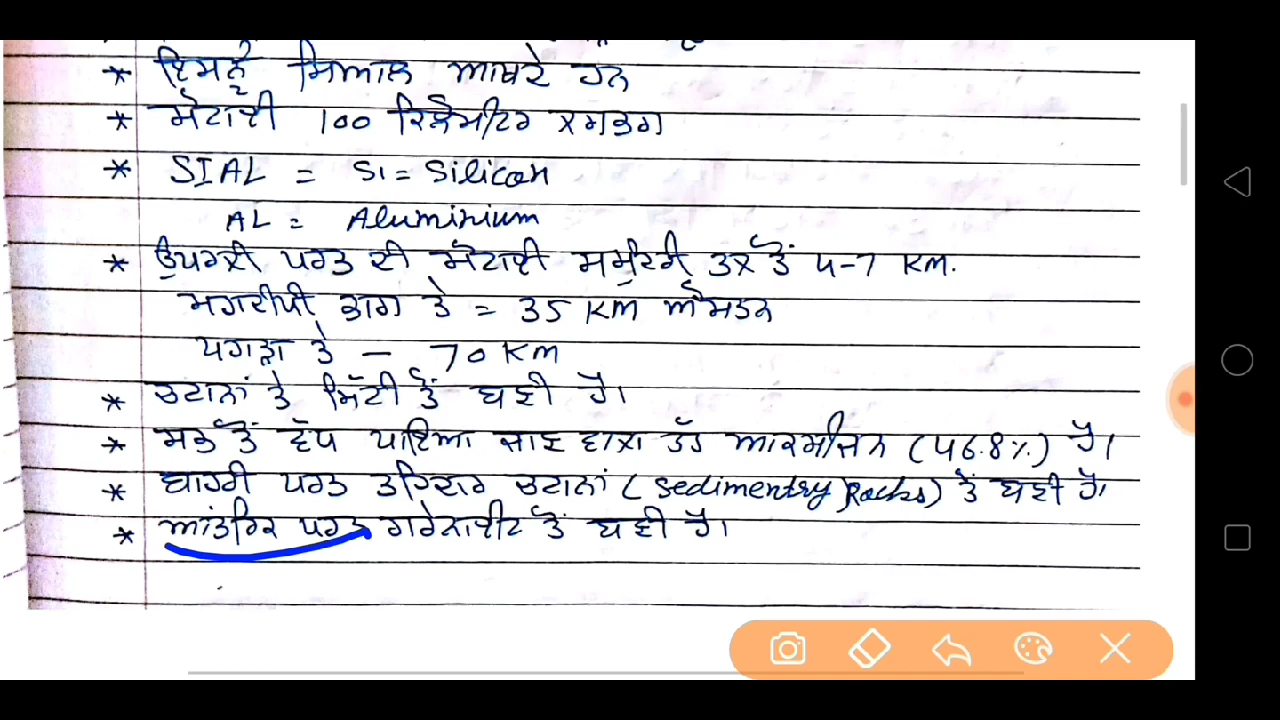 * ਇਸਨੂੰ ਸਿਆਲ ਆਖਦੇ ਹਨ
* ਮੋਟਾਈ 100 ਕਿਲੋਮੀਟਰ ਲਗਭਗ
* SIAL = SI = Silicon
AL = Aluminium
* ਉਪਰਲੀ ਪਰਤ ਦੀ ਮੋਟਾਈ ਸਮੁੰਦਰੀ ਤਲ ਤੋਂ 5-7 KM.
ਮਹਾਂਦੀਪੀ ਭਾਗ ਤੇ = 35 KM ਔਸਤਨ
ਪਹਾੜਾ ਤੇ - 70 KM
* ਚਟਾਨਾਂ ਤੇ ਮਿੱਟੀ ਤੋਂ ਬਣੀ ਹੈ।
* ਸਭ ਤੋਂ ਵੱਧ ਪਾਇਆ ਜਾਣ ਵਾਲਾ ਤੱਤ ਆਕਸੀਜਨ (46.8%) ਹੈ।
* ਬਾਹਰੀ ਪਰਤ ਤਹਿਦਾਰ ਚਟਾਨਾਂ (Sedimentry Rocks) ਤੋਂ ਬਣੀ ਹੈ।
* ਆਂਤਰਿਕ ਪਰਤ ਗਰੇਨਾਈਟ ਤੋਂ ਬਣੀ ਹੈ।